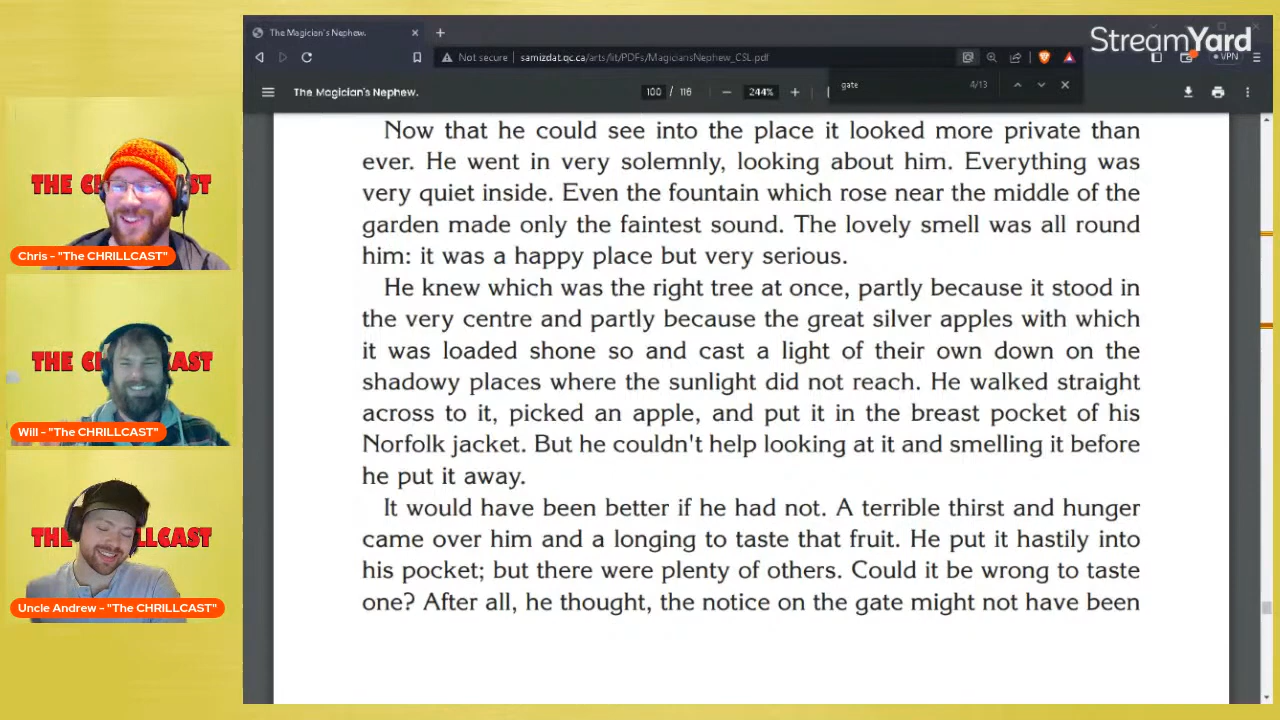 StreamYard
The Magician's Nephew.
Not secure samizdat.qc.ca/arts/lit/PDFs/MagiciansNephew_CSL.pdf
VPN
The Magician's Nephew.
100 / 116
244%
gate
4/13
Now that he could see into the place it looked more private than
ever. He went in very solemnly, looking about him. Everything was
very quiet inside. Even the fountain which rose near the middle of the
garden made only the faintest sound. The lovely smell was all round
him: it was a happy place but very serious.
He knew which was the right tree at once, partly because it stood in
the very centre and partly because the great silver apples with which
it was loaded shone so and cast a light of their own down on the
shadowy places where the sunlight did not reach. He walked straight
across to it, picked an apple, and put it in the breast pocket of his
Norfolk jacket. But he couldn't help looking at it and smelling it before
he put it away.
It would have been better if he had not. A terrible thirst and hunger
came over him and a longing to taste that fruit. He put it hastily into
his pocket; but there were plenty of others. Could it be wrong to taste
one? After all, he thought, the notice on the gate might not have been
THE CH AST
Chris - "The CHRILLCAST"
THE C LCAST
Will - "The CHRILLCAST"
THE LLCAST
Uncle Andrew - "The CHRILLCAST"